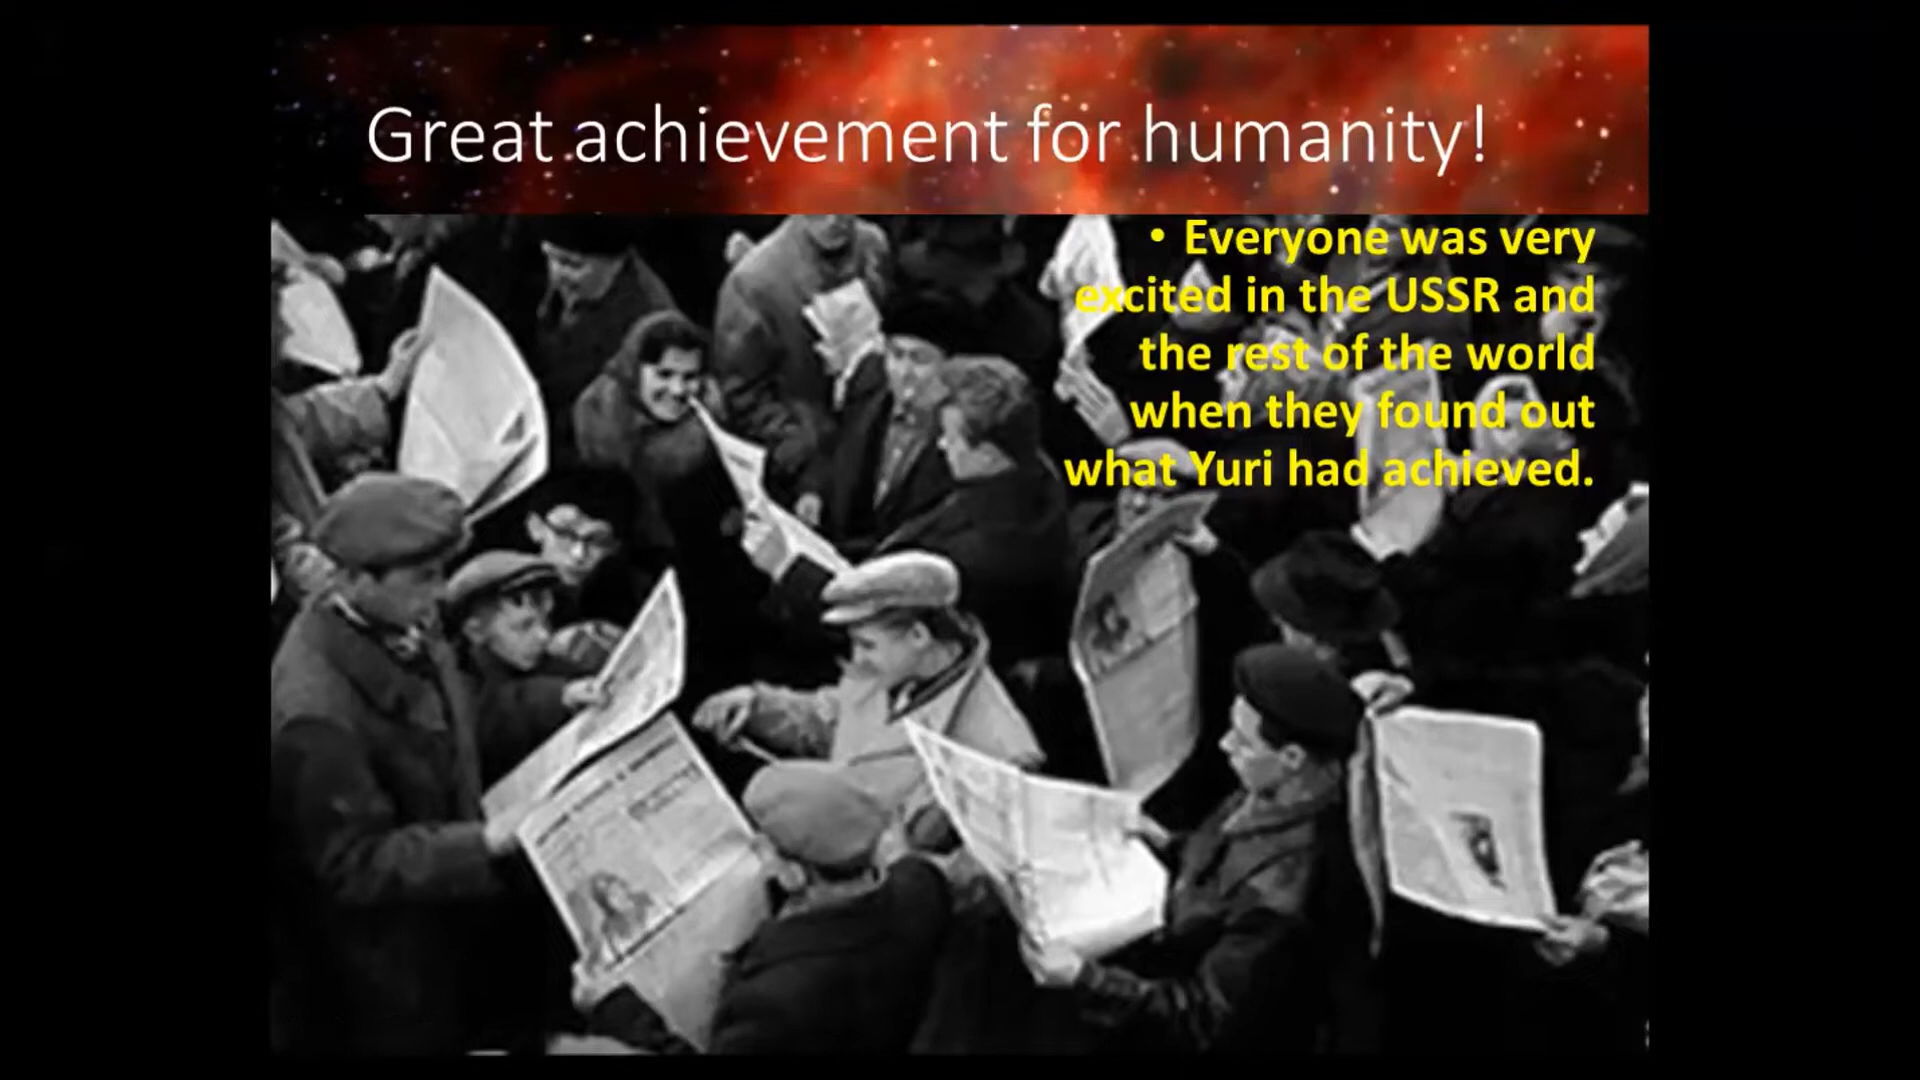 Great achievement for humanity!
• Everyone was very
excited in the USSR and
the rest of the world
when they found out
what Yuri had achieved.